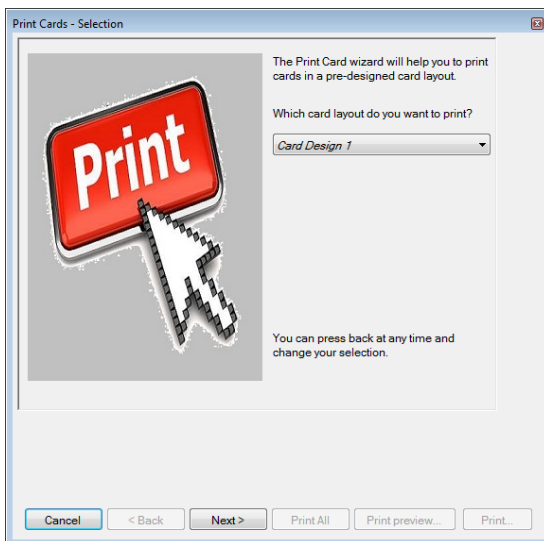 Print Cards - Selection
The Print Card wizard will help you to print
cards in a pre-designed card layout.
Which card layout do you want to print?
Card Design 1
Print
You can press back at any time and
change your selection.
Cancel
< Back
Next >
Print All
Print preview...
Print...